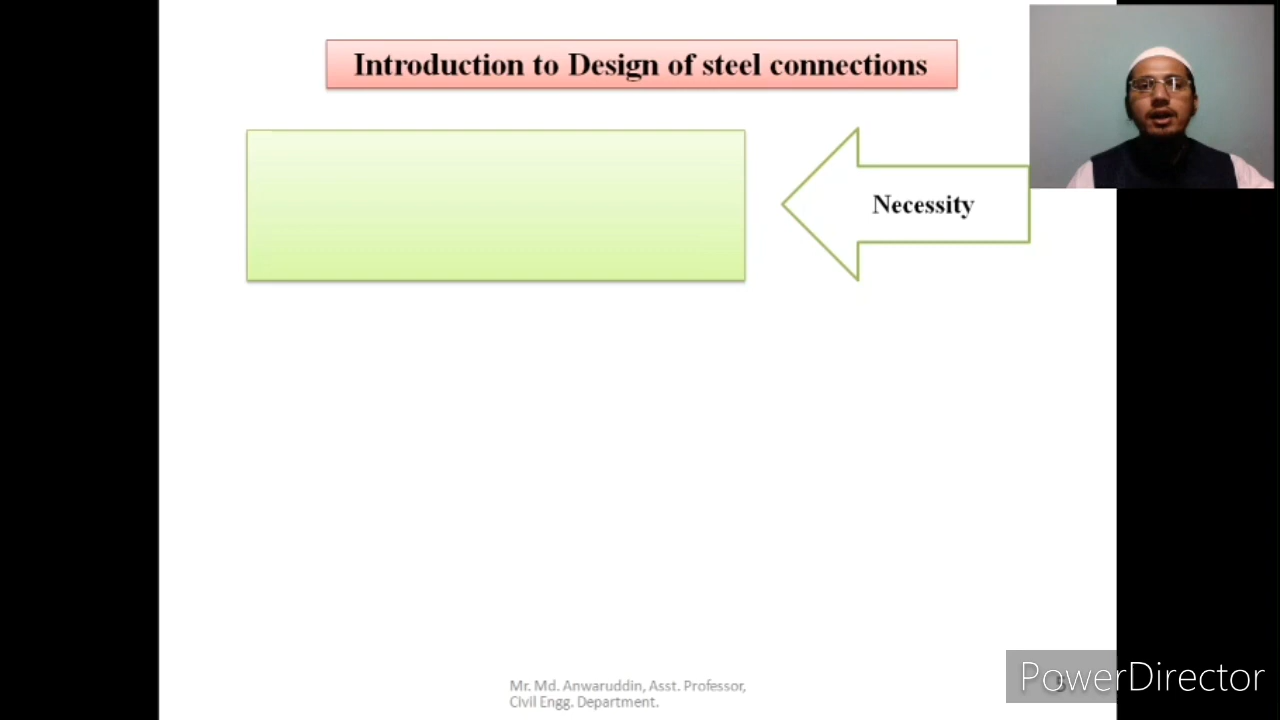 Introduction to Design of steel connections
Necessity
Mr. Md. Anwaruddin, Asst. Professor,
Civil Engg. Department.
PowerDirector